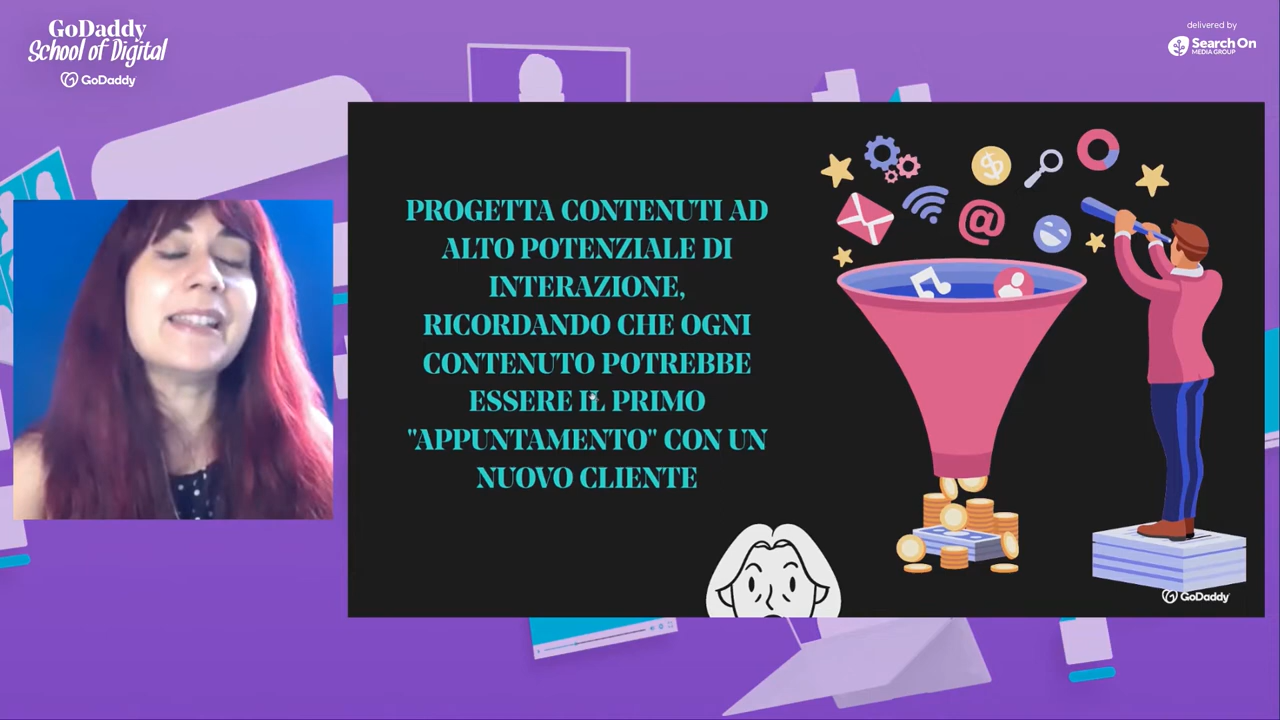 GoDaddy
School of Digital
GoDaddy
delivered by
Search On
MEDIA GROUP
PROGETTA CONTENUTI AD
ALTO POTENZIALE DI
INTERAZIONE,
RICORDANDO CHE OGNI
CONTENUTO POTREBBE
ESSERE IL PRIMO
"APPUNTAMENTO" CON UN
NUOVO CLIENTE
@
$
GoDaddy